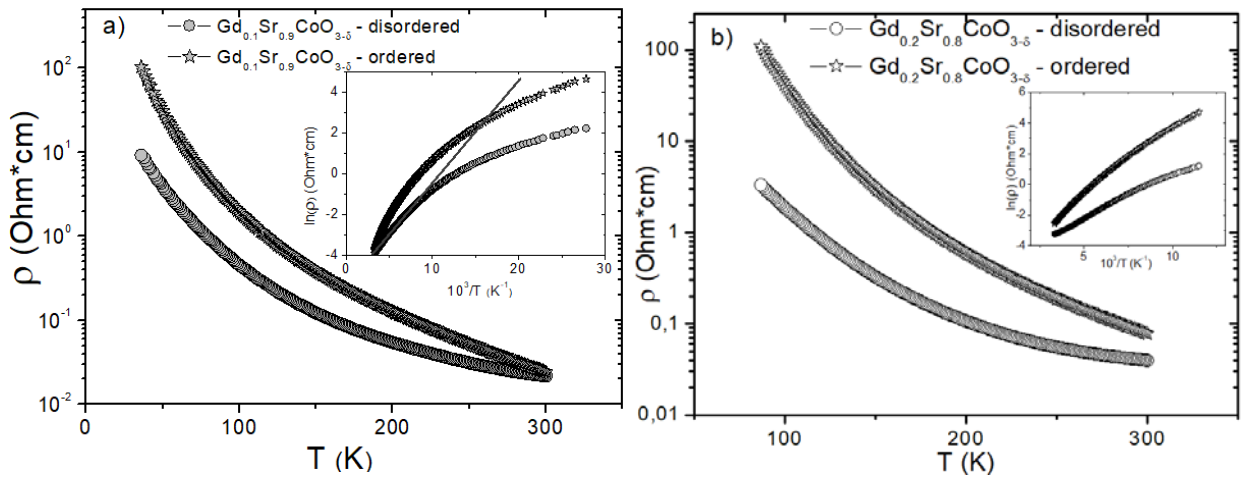 a)
Gd0.1Sr0.9CoO3-δ - disordered
Gd0.1Sr0.9CoO3-δ - ordered
ρ (Ohm*cm)
10^2
10^1
10^0
10^-1
10^-2
0
100
200
300
T (K)
ln(ρ) (Ohm*cm)
4
2
0
-2
-4
0
10
20
30
10^3/T (K^-1)
b)
Gd0.2Sr0.8CoO3-δ - disordered
Gd0.2Sr0.8CoO3-δ - ordered
ρ (Ohm*cm)
100
10
1
0,1
0,01
100
200
300
T (K)
ln(ρ) (Ohm*cm)
6
4
2
0
-2
-4
5
10
10^3/T (K^-1)